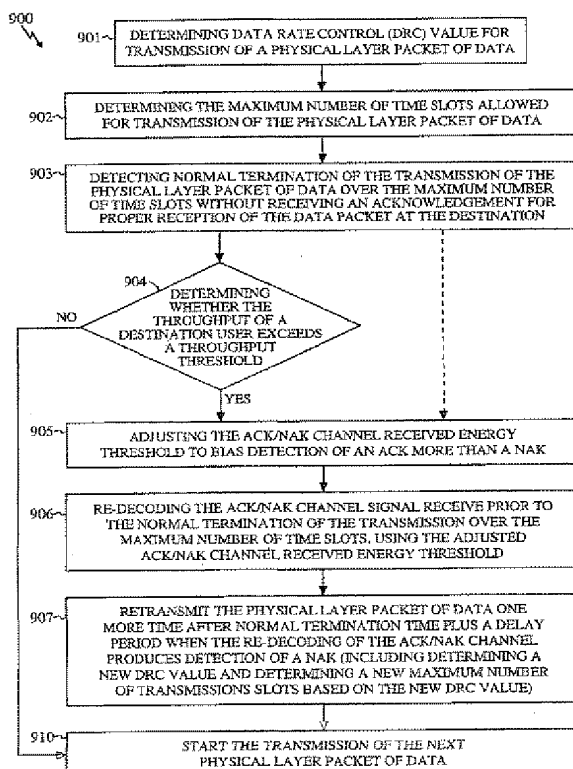 900
901
DETERMINING DATA RATE CONTROL (DRC) VALUE FOR
TRANSMISSION OF A PHYSICAL LAYER PACKET OF DATA
902
DETERMINING THE MAXIMUM NUMBER OF TIME SLOTS ALLOWED
FOR TRANSMISSION OF THE PHYSICAL LAYER PACKET OF DATA
903
DETECTING NORMAL TERMINATION OF THE TRANSMISSION OF THE
PHYSICAL LAYER PACKET OF DATA OVER THE MAXIMUM NUMBER
OF TIME SLOTS WITHOUT RECEIVING AN ACKNOWLEDGEMENT FOR
PROPER RECEPTION OF THE DATA PACKET AT THE DESTINATION
904
DETERMINING
WHETHER THE
THROUGHPUT OF A
DESTINATION USER EXCEEDS
A THROUGHPUT
THRESHOLD
NO
YES
905
ADJUSTING THE ACK/NAK CHANNEL RECEIVED ENERGY
THRESHOLD TO BIAS DETECTION OF AN ACK MORE THAN A NAK
906
RE-DECODING THE ACK/NAK CHANNEL SIGNAL RECEIVE PRIOR TO
THE NORMAL TERMINATION OF THE TRANSMISSION OVER THE
MAXIMUM NUMBER OF TIME SLOTS, USING THE ADJUSTED
ACK/NAK CHANNEL RECEIVED ENERGY THRESHOLD
907
RETRANSMIT THE PHYSICAL LAYER PACKET OF DATA ONE
MORE TIME AFTER NORMAL TERMINATION TIME PLUS A DELAY
PERIOD WHEN THE RE-DECODING OF THE ACK/NAK CHANNEL
PRODUCES DETECTION OF A NAK (INCLUDING DETERMINING A
NEW DRC VALUE AND DETERMINING A NEW MAXIMUM NUMBER
OF TRANSMISSIONS SLOTS BASED ON THE NEW DRC VALUE)
910
START THE TRANSMISSION OF THE NEXT
PHYSICAL LAYER PACKET OF DATA